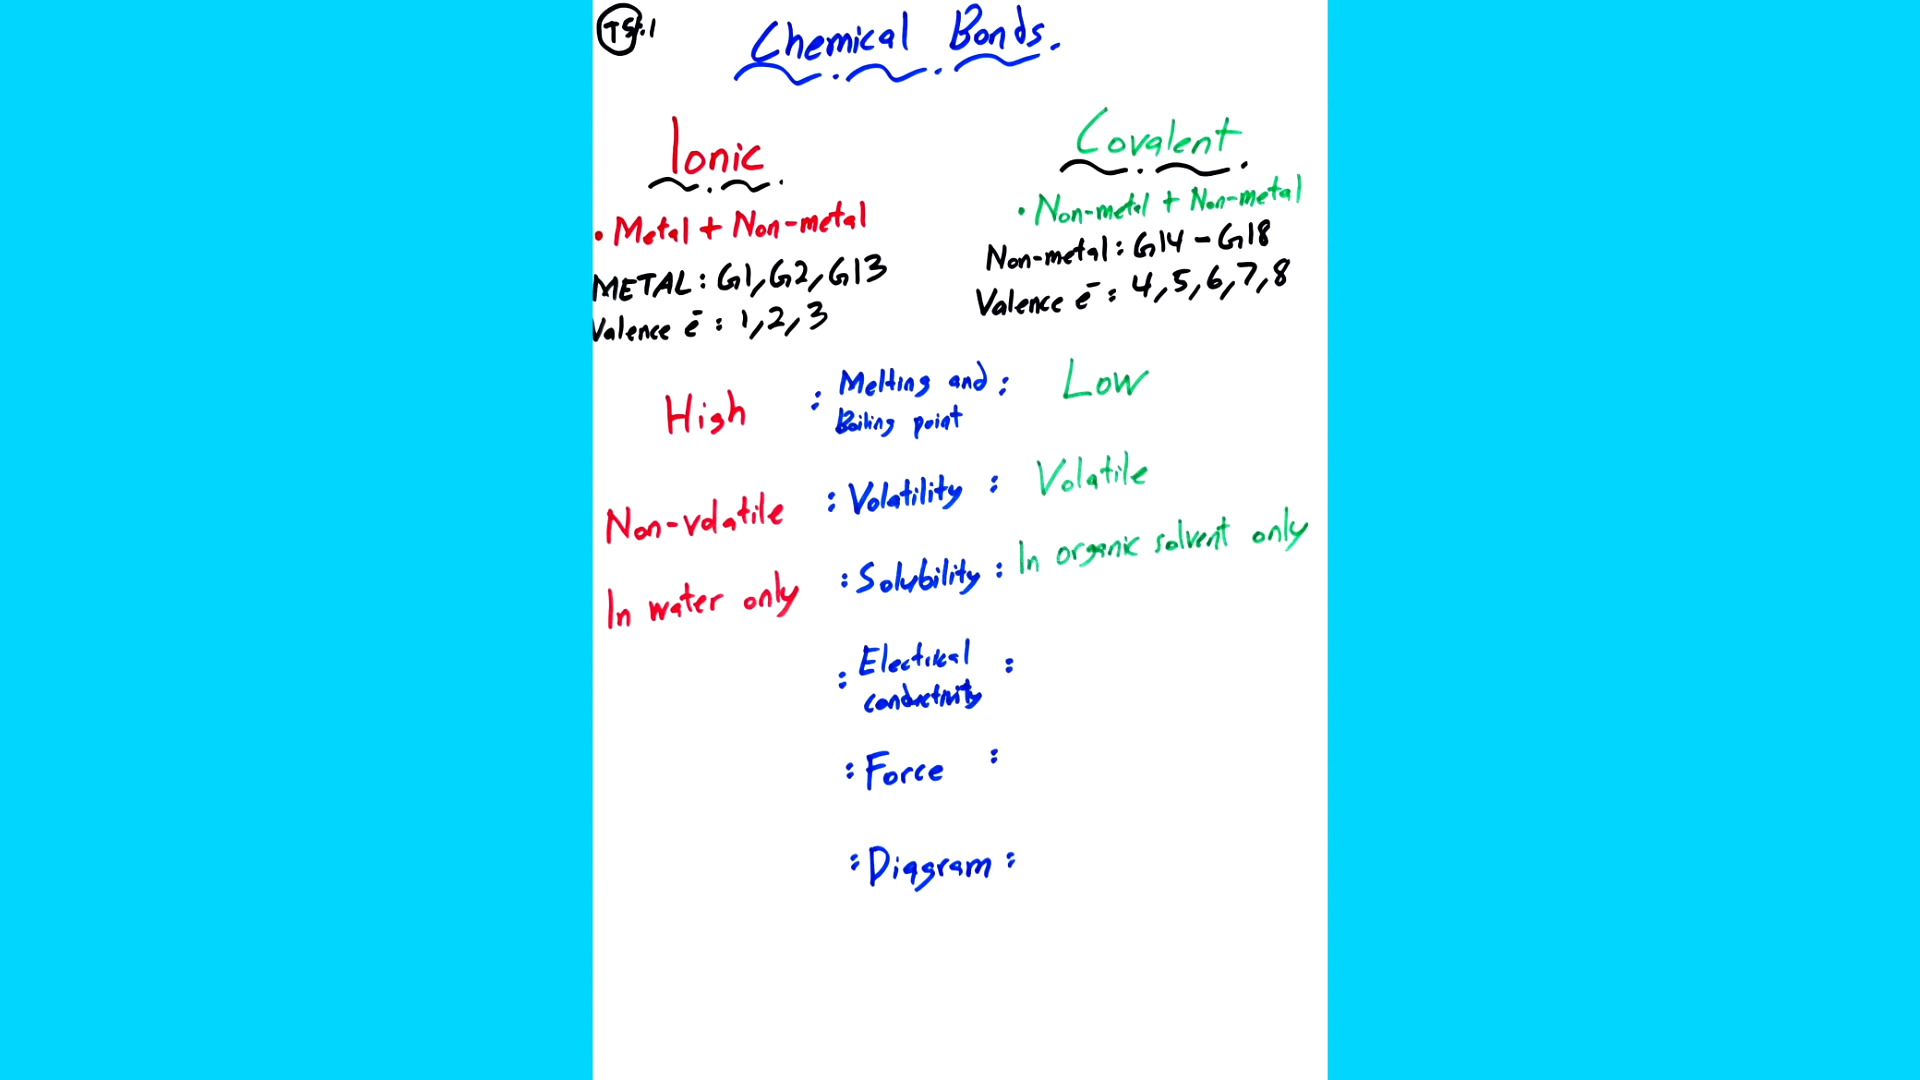 Chemical Bonds.
Ionic
Covalent
• Metal + Non-metal
• Non-metal + Non-metal
METAL: G1, G2, G13
Non-metal: G14 - G18
Valence e⁻: 1, 2, 3
Valence e⁻: 4, 5, 6, 7, 8
High : Melting and Boiling point : Low
Non-volatile : Volatility : Volatile
In water only : Solubility : In organic solvent only
: Electrical conductivity :
: Force :
: Diagram :